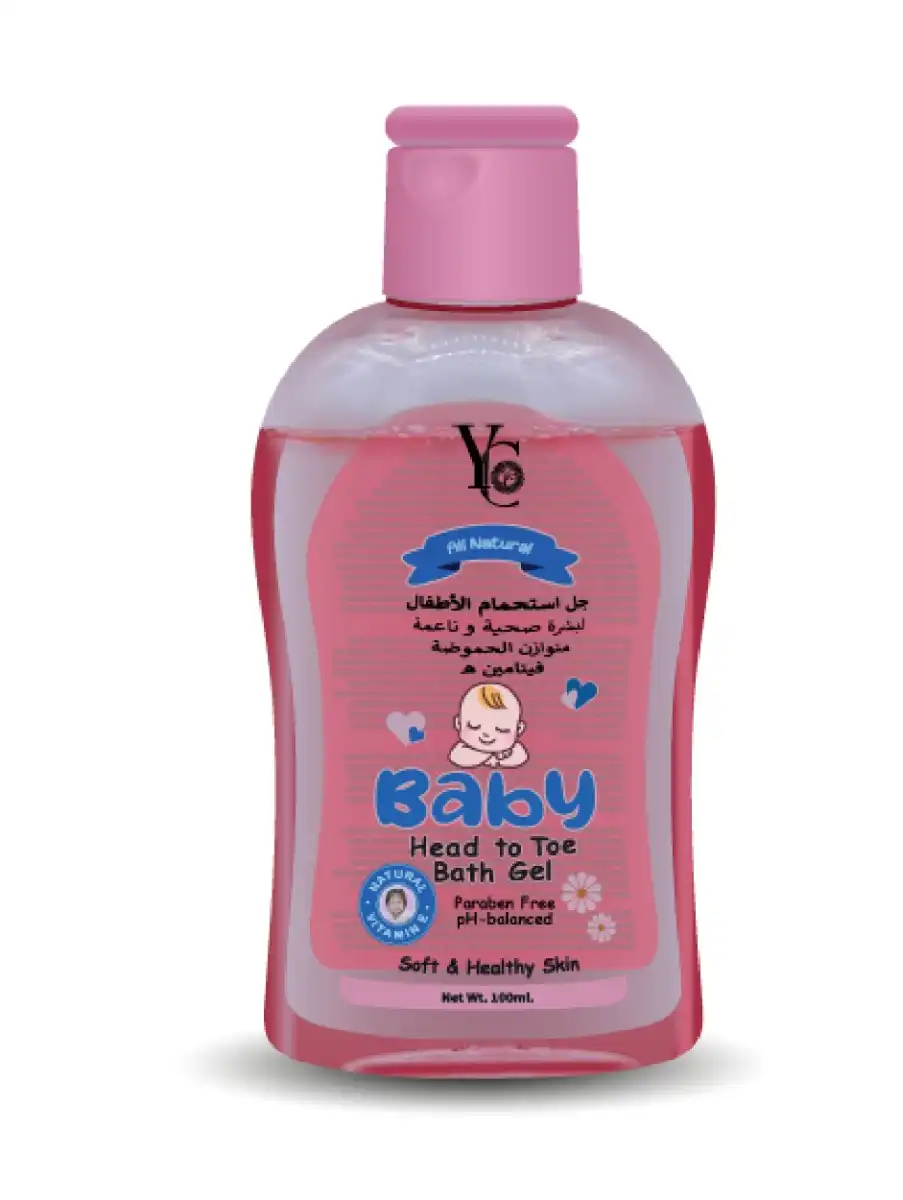 YC
All Natural
جل استحمام الأطفال
لبشرة صحية و ناعمة
متوازن الحموضة
فيتامين هـ
Baby
Head to Toe
Bath Gel
NATURAL
VITAMIN E
Paraben Free
pH-balanced
Soft & Healthy Skin
Net Wt. 100ml.